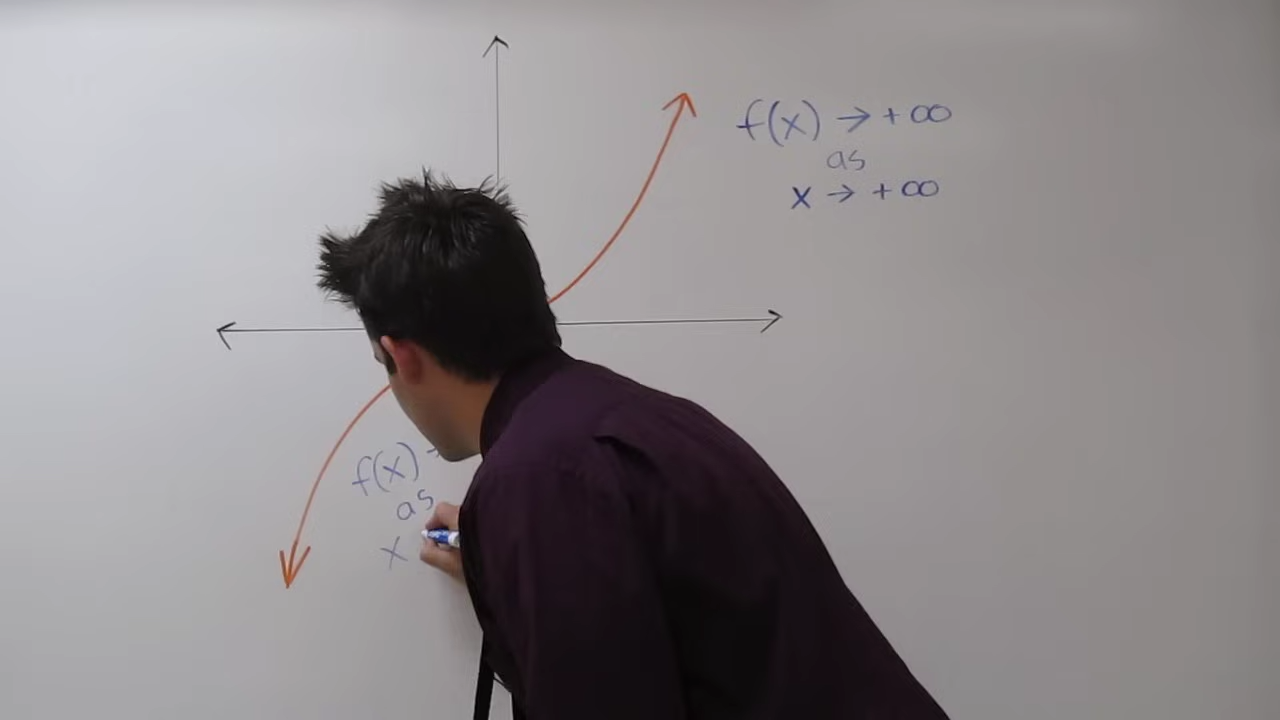 f(x) → +∞
as
x → +∞
f(x) →
as
x